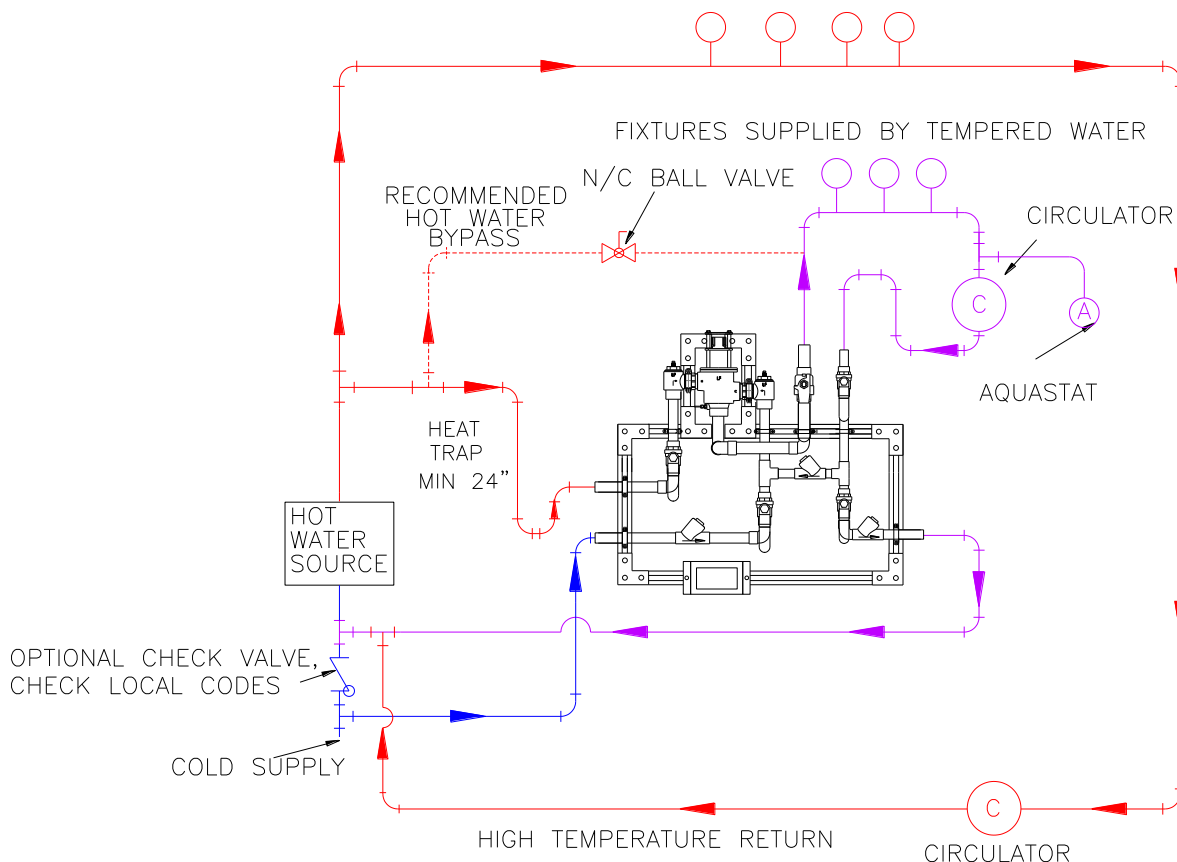 FIXTURES SUPPLIED BY TEMPERED WATER
N/C BALL VALVE
RECOMMENDED
HOT WATER
BYPASS
CIRCULATOR
C
A
AQUASTAT
HEAT
TRAP
MIN 24"
HOT
WATER
SOURCE
OPTIONAL CHECK VALVE,
CHECK LOCAL CODES
COLD SUPPLY
C
HIGH TEMPERATURE RETURN
CIRCULATOR